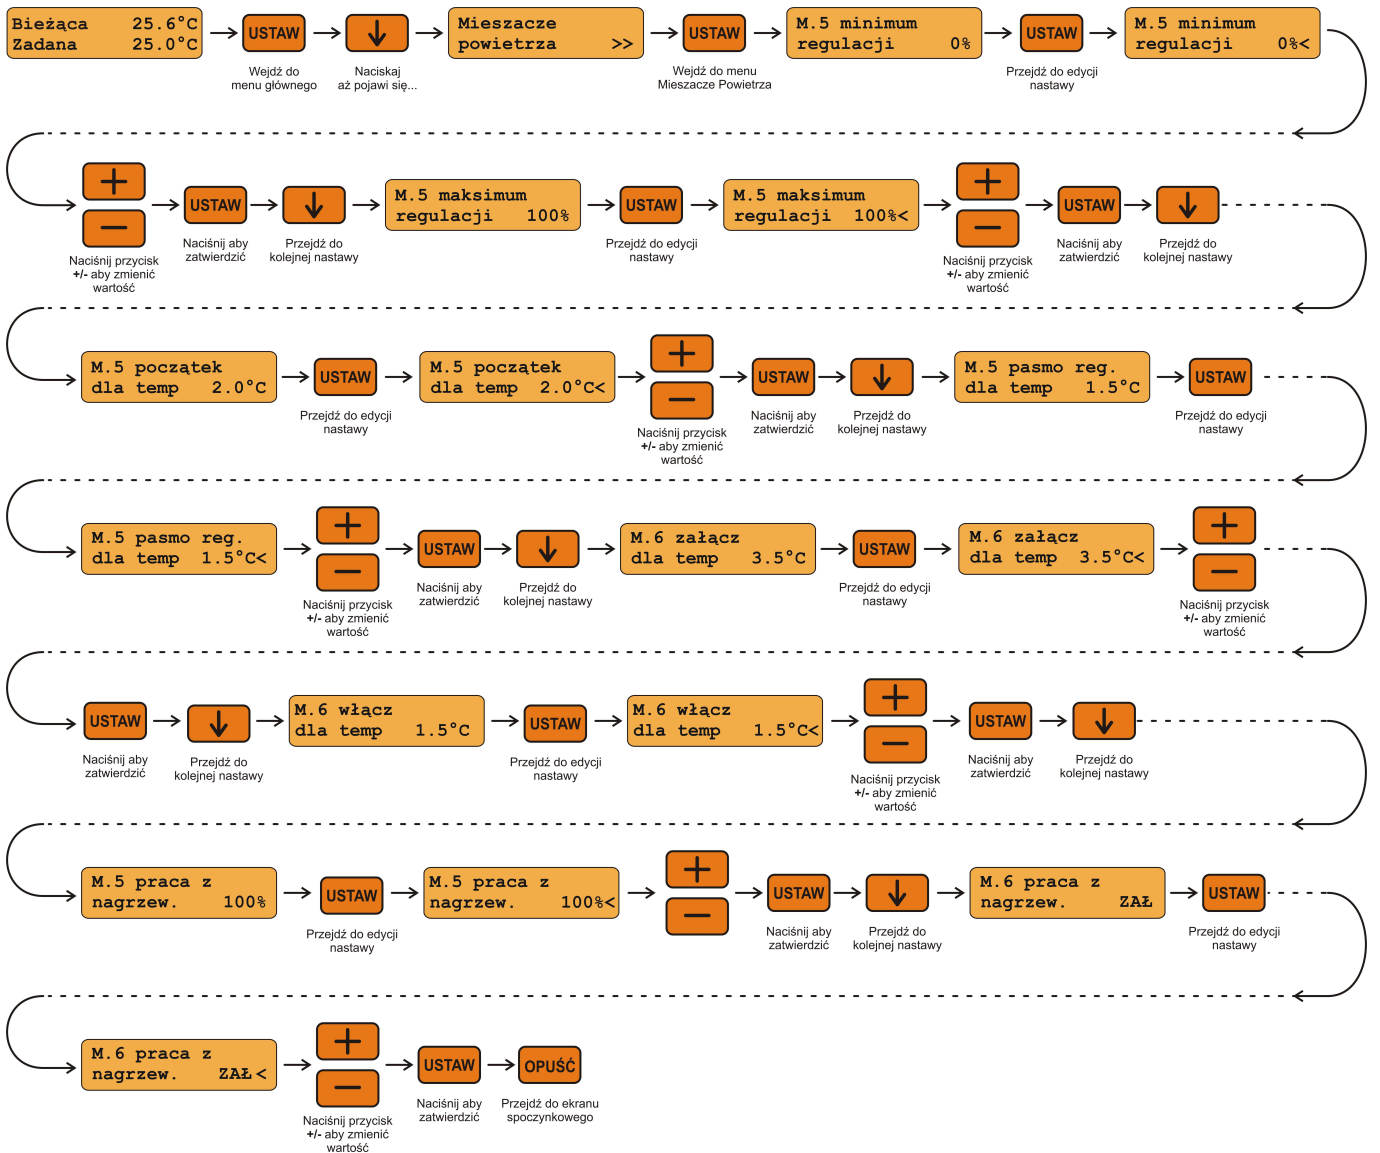 Bieżąca 25.6°C
Zadana 25.0°C
USTAW
Wejdź do
menu głównego
Naciskaj
aż pojawi się...
Mieszacze
powietrza >>
USTAW
Wejdź do menu
Mieszacze Powietrza
M.5 minimum
regulacji 0%
USTAW
Przejdź do edycji
nastawy
M.5 minimum
regulacji 0%<
Naciśnij przycisk
+/- aby zmienić
wartość
USTAW
Naciśnij aby
zatwierdzić
Przejdź do
kolejnej nastawy
M.5 maksimum
regulacji 100%
USTAW
Przejdź do edycji
nastawy
M.5 maksimum
regulacji 100%<
Naciśnij przycisk
+/- aby zmienić
wartość
USTAW
Naciśnij aby
zatwierdzić
Przejdź do
kolejnej nastawy
M.5 początek
dla temp 2.0°C
USTAW
Przejdź do edycji
nastawy
M.5 początek
dla temp 2.0°C<
Naciśnij przycisk
+/- aby zmienić
wartość
USTAW
Naciśnij aby
zatwierdzić
Przejdź do
kolejnej nastawy
M.5 pasmo reg.
dla temp 1.5°C
USTAW
Przejdź do edycji
nastawy
M.5 pasmo reg.
dla temp 1.5°C<
Naciśnij przycisk
+/- aby zmienić
wartość
USTAW
Naciśnij aby
zatwierdzić
Przejdź do
kolejnej nastawy
M.6 załącz
dla temp 3.5°C
USTAW
Przejdź do edycji
nastawy
M.6 załącz
dla temp 3.5°C<
Naciśnij przycisk
+/- aby zmienić
wartość
USTAW
Naciśnij aby
zatwierdzić
Przejdź do
kolejnej nastawy
M.6 włącz
dla temp 1.5°C
USTAW
Przejdź do edycji
nastawy
M.6 włącz
dla temp 1.5°C<
Naciśnij przycisk
+/- aby zmienić
wartość
USTAW
Naciśnij aby
zatwierdzić
Przejdź do
kolejnej nastawy
M.5 praca z
nagrzew. 100%
USTAW
Przejdź do edycji
nastawy
M.5 praca z
nagrzew. 100%<
USTAW
Naciśnij aby
zatwierdzić
Przejdź do
kolejnej nastawy
M.6 praca z
nagrzew. ZAŁ
USTAW
Przejdź do edycji
nastawy
M.6 praca z
nagrzew. ZAŁ<
Naciśnij przycisk
+/- aby zmienić
wartość
USTAW
Naciśnij aby
zatwierdzić
OPUŚĆ
Przejdź do ekranu
spoczynkowego